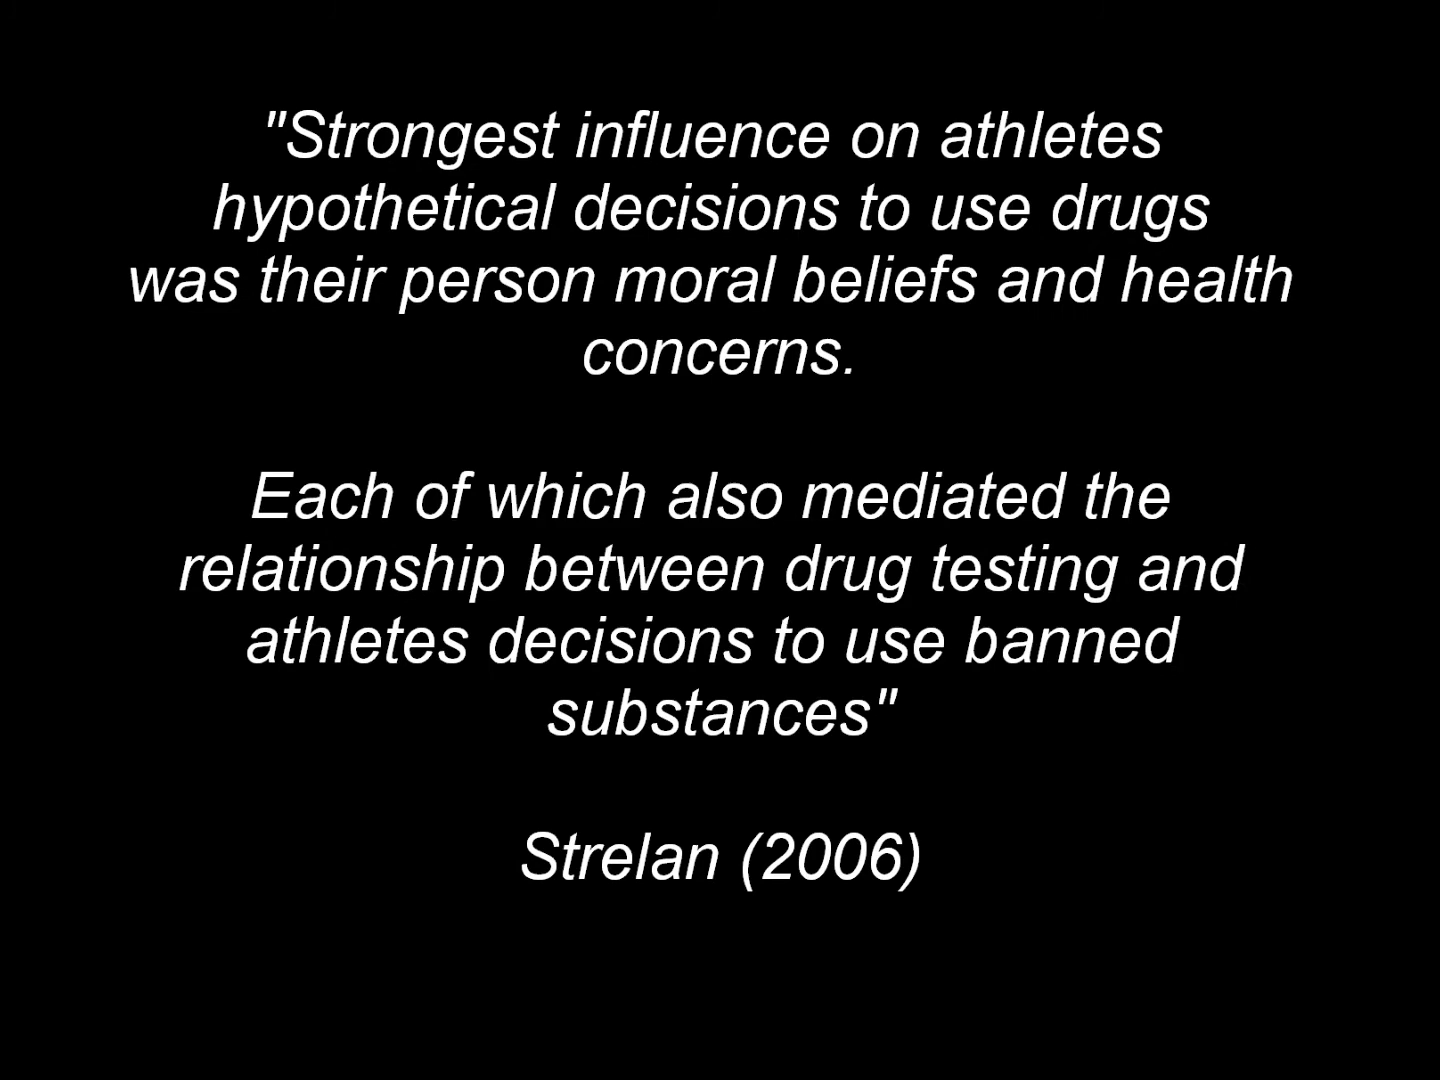 "Strongest influence on athletes
hypothetical decisions to use drugs
was their person moral beliefs and health
concerns.
Each of which also mediated the
relationship between drug testing and
athletes decisions to use banned
substances"
Strelan (2006)